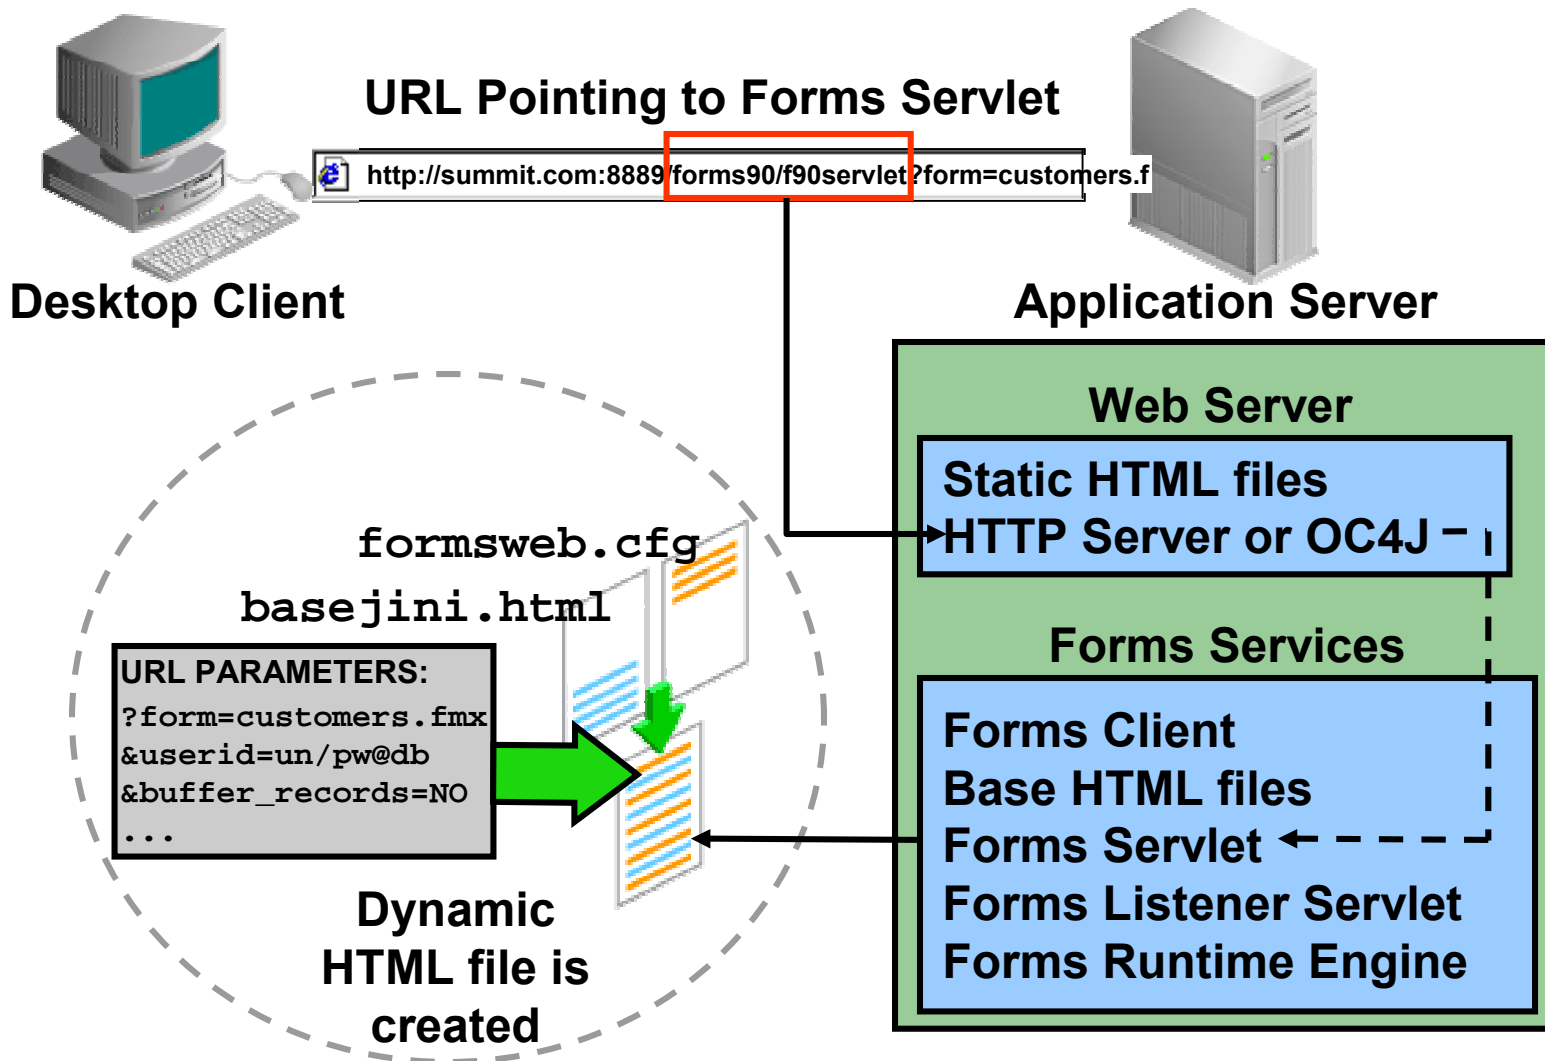 URL Pointing to Forms Servlet
http://summit.com:8889/forms90/f90servlet?form=customers.f
Desktop Client
Application Server
Web Server
Static HTML files
HTTP Server or OC4J
Forms Services
Forms Client
Base HTML files
Forms Servlet
Forms Listener Servlet
Forms Runtime Engine
formsweb.cfg
basejini.html
URL PARAMETERS:
?form=customers.fmx
&userid=un/pw@db
&buffer_records=NO
...
Dynamic
HTML file is
created